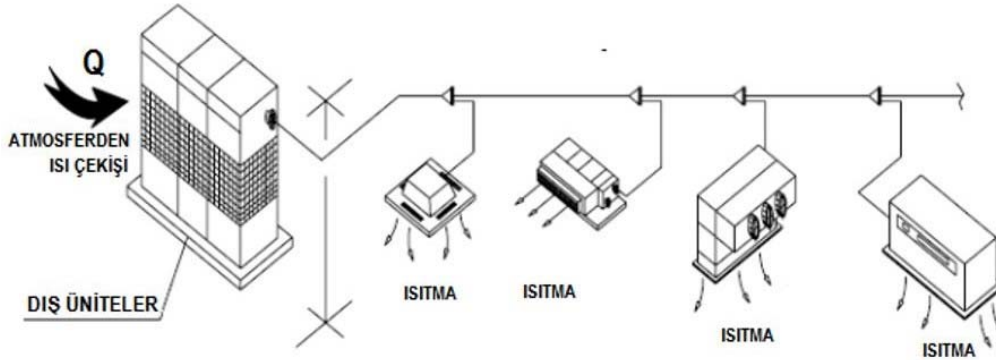 Q
ATMOSFERDEN
ISI ÇEKİŞİ
DIŞ ÜNİTELER
ISITMA
ISITMA
ISITMA
ISITMA